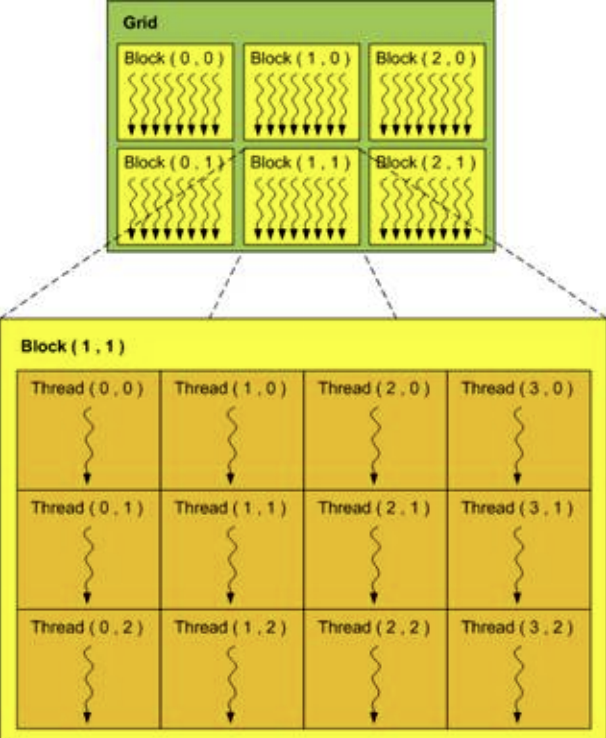 Grid
Block ( 0 , 0 ) Block ( 1 , 0 ) Block ( 2 , 0 )
Block ( 0 , 1 ) Block ( 1 , 1 ) Block ( 2 , 1 )
Block ( 1 , 1 )
Thread ( 0 , 0 ) Thread ( 1 , 0 ) Thread ( 2 , 0 ) Thread ( 3 , 0 )
Thread ( 0 , 1 ) Thread ( 1 , 1 ) Thread ( 2 , 1 ) Thread ( 3 , 1 )
Thread ( 0 , 2 ) Thread ( 1 , 2 ) Thread ( 2 , 2 ) Thread ( 3 , 2 )